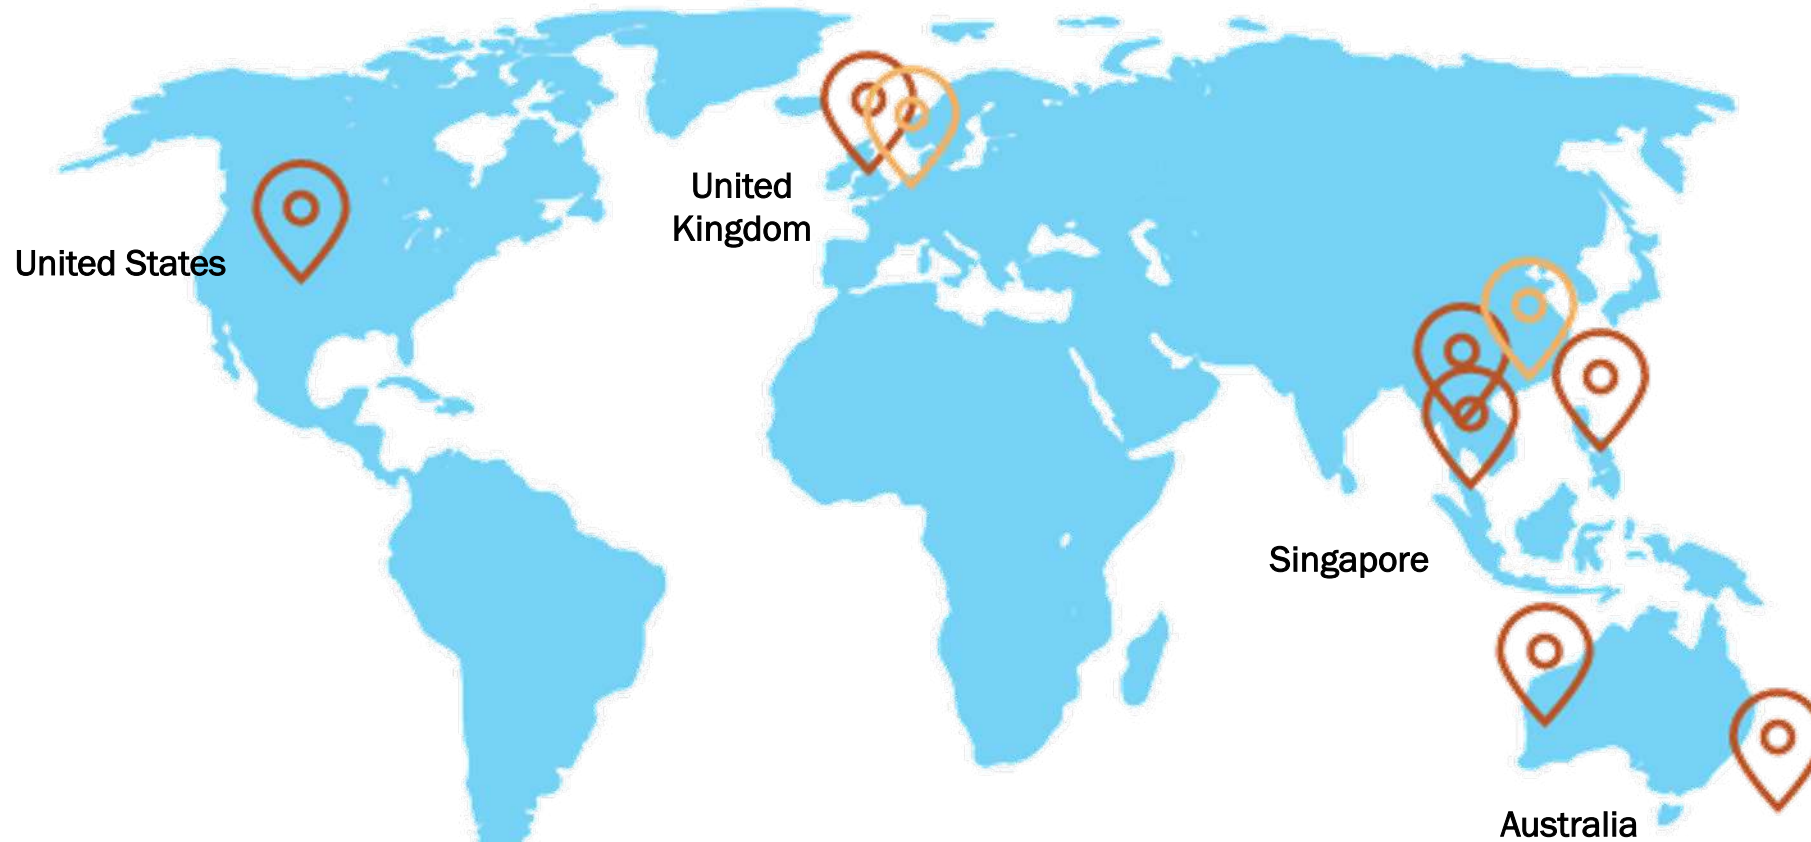 United
Kingdom
United States
Singapore
Australia